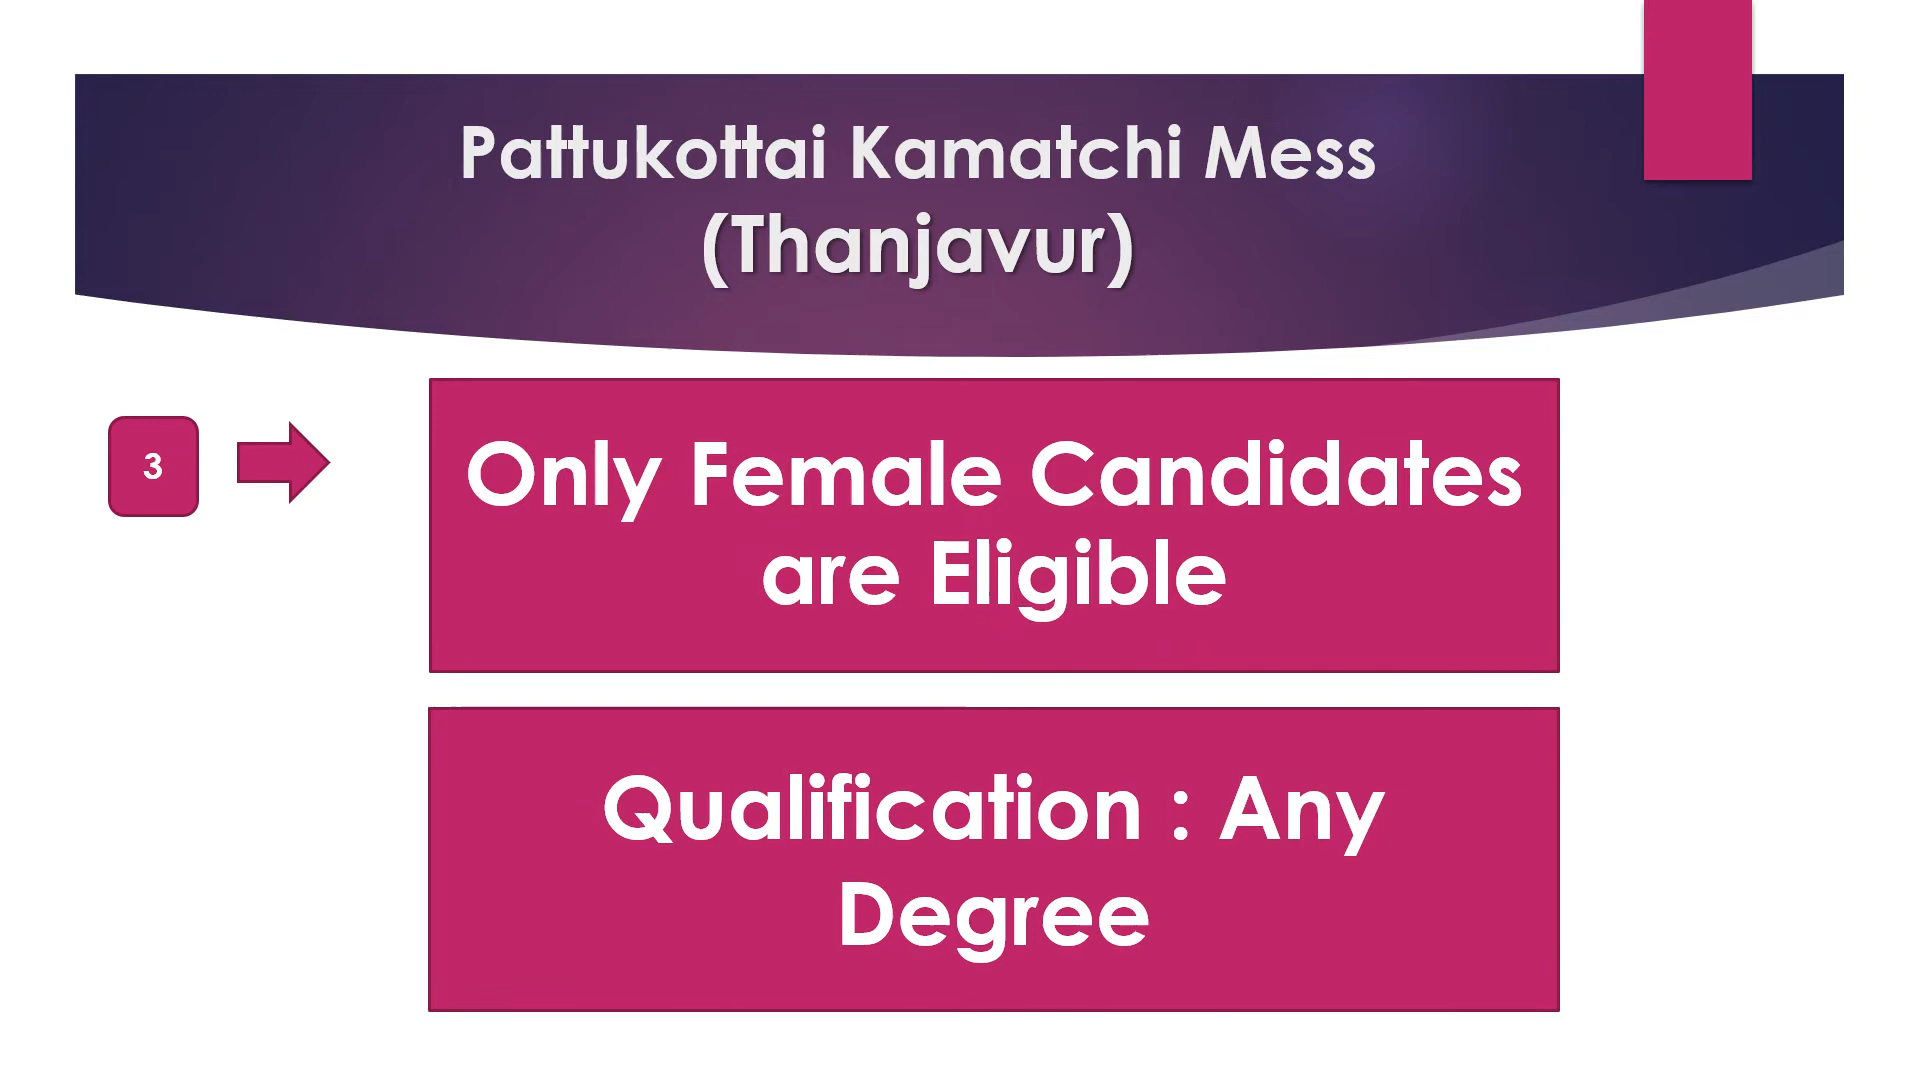 Pattukottai Kamatchi Mess
(Thanjavur)
3
Only Female Candidates
are Eligible
Qualification : Any
Degree